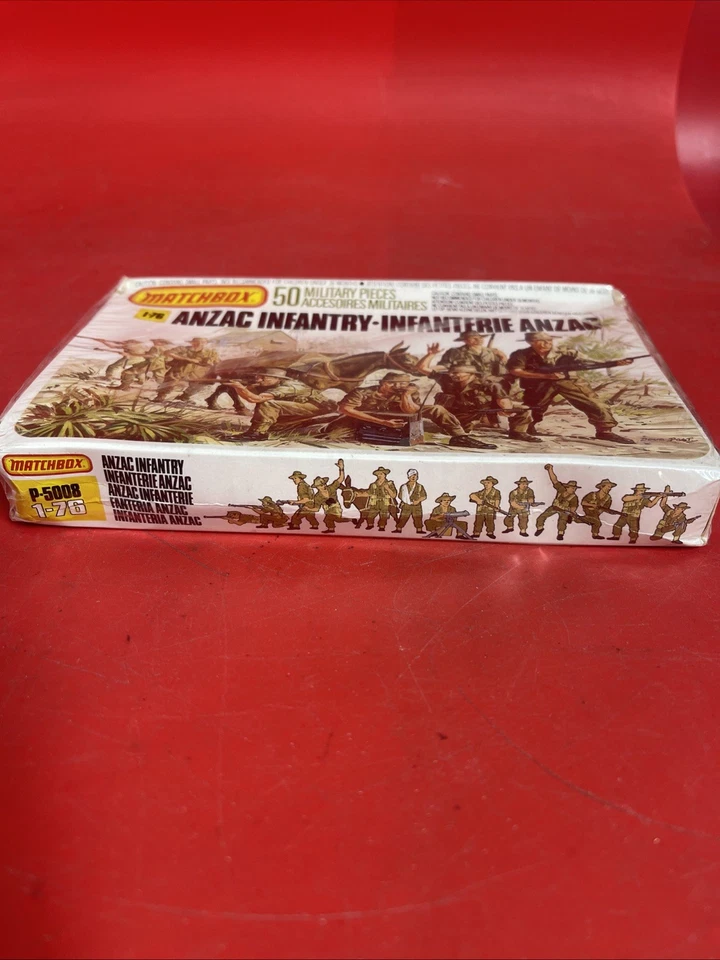 MATCHBOX
50 MILITARY PIECES
ACCESOIRES MILITAIRES
1-76
ANZAC INFANTRY-INFANTERIE ANZAC
MATCHBOX
P-5008
1-76
ANZAC INFANTRY
INFANTERIE ANZAC
ANZAC INFANTERIE
FANTERIA ANZAC
INFANTERIA ANZAC